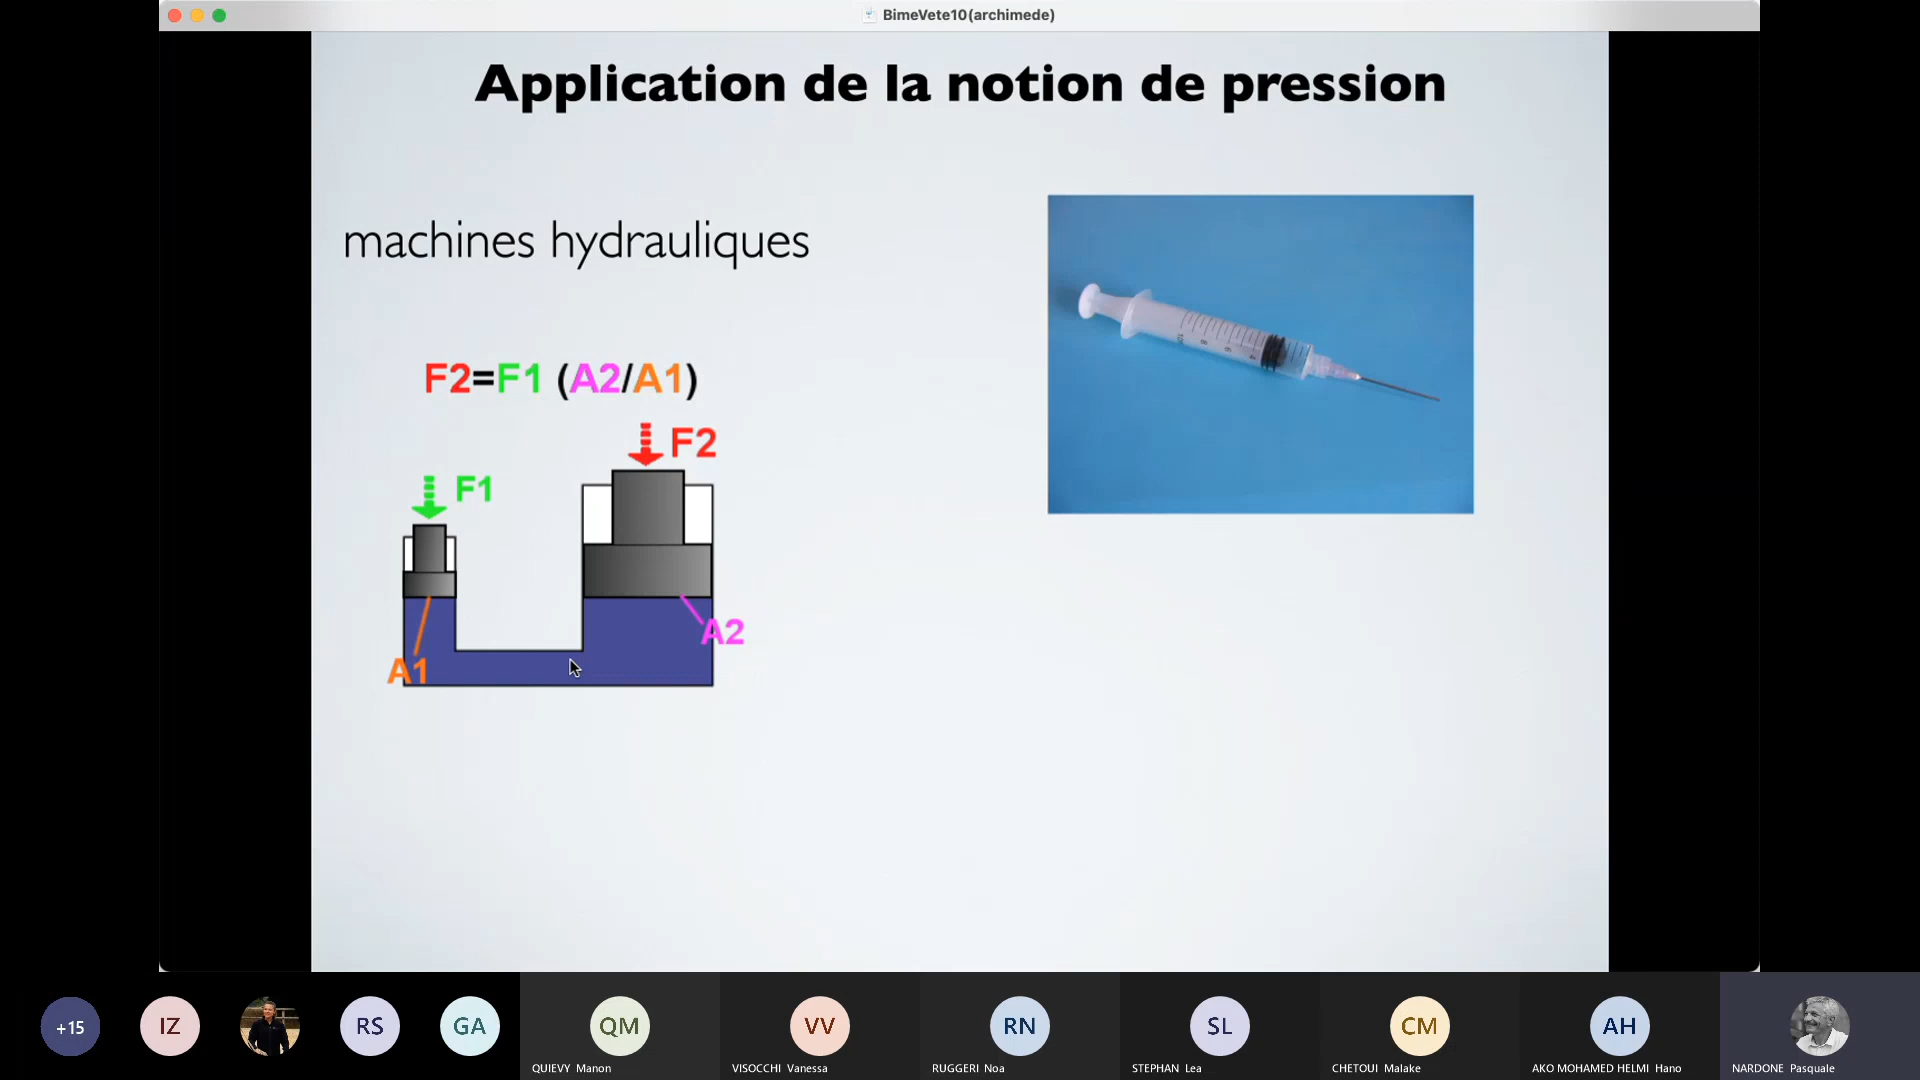 BimeVete10(archimede)
Application de la notion de pression
machines hydrauliques
F2=F1 (A2/A1)
F2
F1
A2
A1
+15
IZ
RS
GA
QM
VV
RN
SL
CM
AH
QUIEVY Manon
VISOCCHI Vanessa
RUGGERI Noa
STEPHAN Lea
CHETOUI Malake
AKO MOHAMED HELMI Hano
NARDONE Pasquale